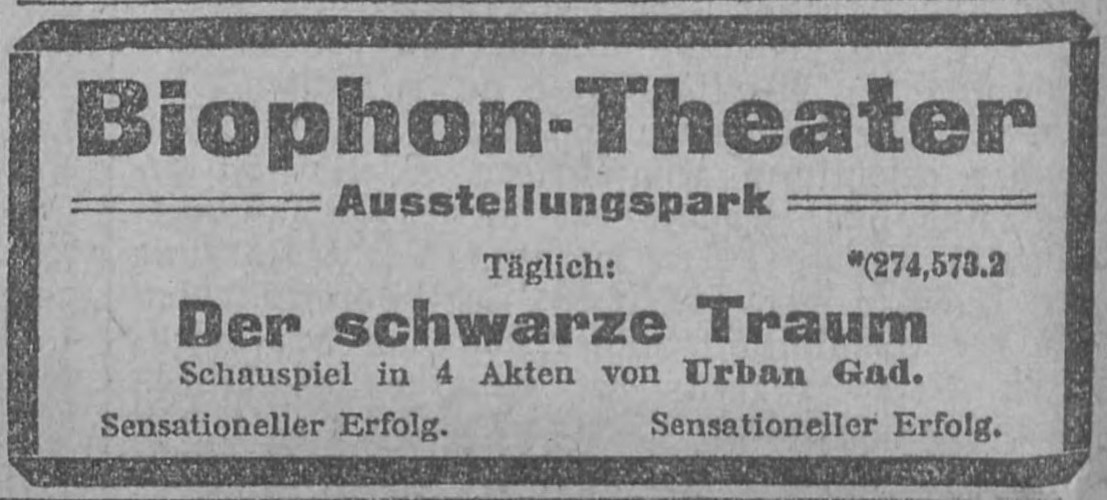 Biophon-Theater
Ausstellungspark
Täglich: *(274,573.2
Der schwarze Traum
Schauspiel in 4 Akten von Urban Gad.
Sensationeller Erfolg. Sensationeller Erfolg.